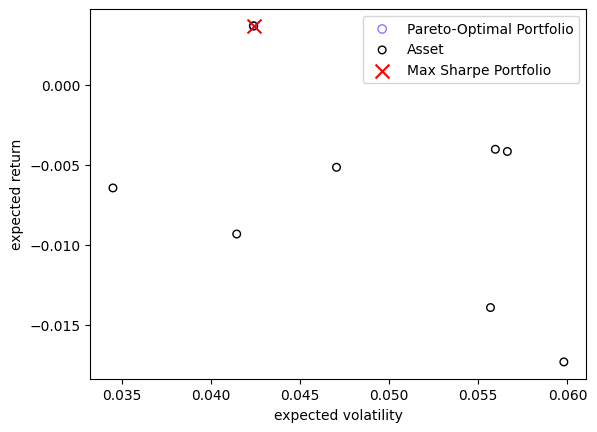 Pareto-Optimal Portfolio
Asset
Max Sharpe Portfolio
expected return
0.000
−0.005
−0.010
−0.015
0.035 0.040 0.045 0.050 0.055 0.060
expected volatility